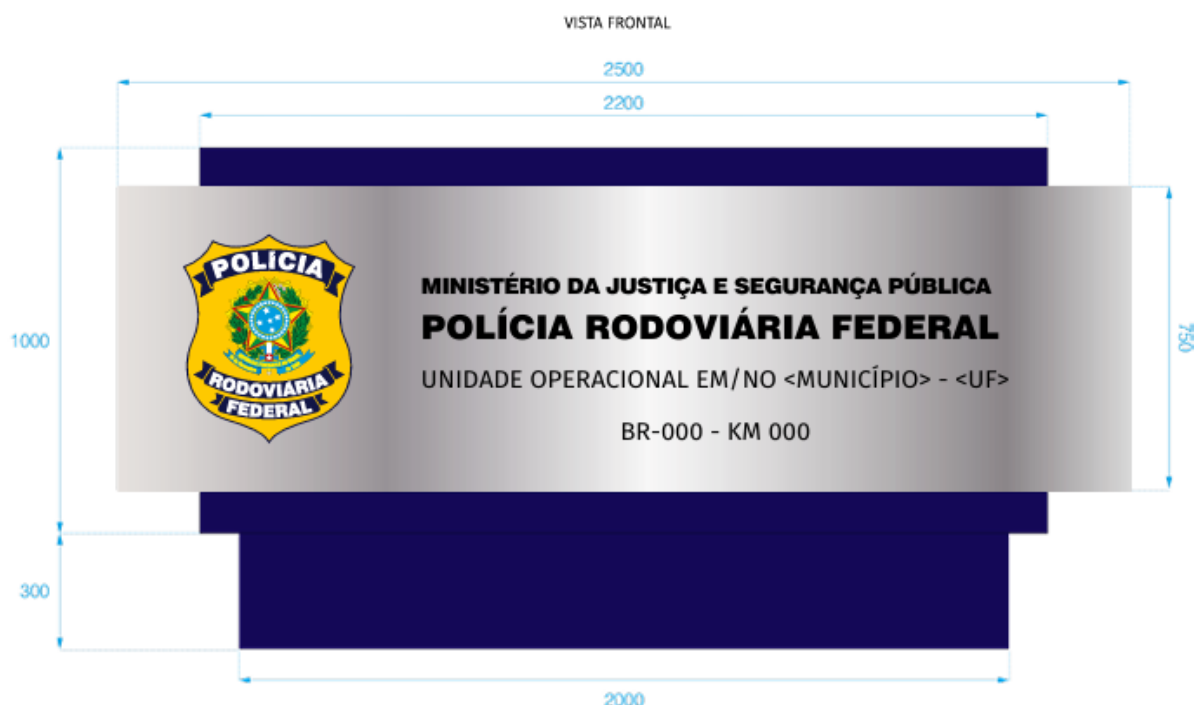 VISTA FRONTAL
2500
2200
POLÍCIA
RODOVIÁRIA
FEDERAL
MINISTÉRIO DA JUSTIÇA E SEGURANÇA PÚBLICA
POLÍCIA RODOVIÁRIA FEDERAL
UNIDADE OPERACIONAL EM/NO <MUNICÍPIO> - <UF>
BR-000 - KM 000
1000
750
300
2000